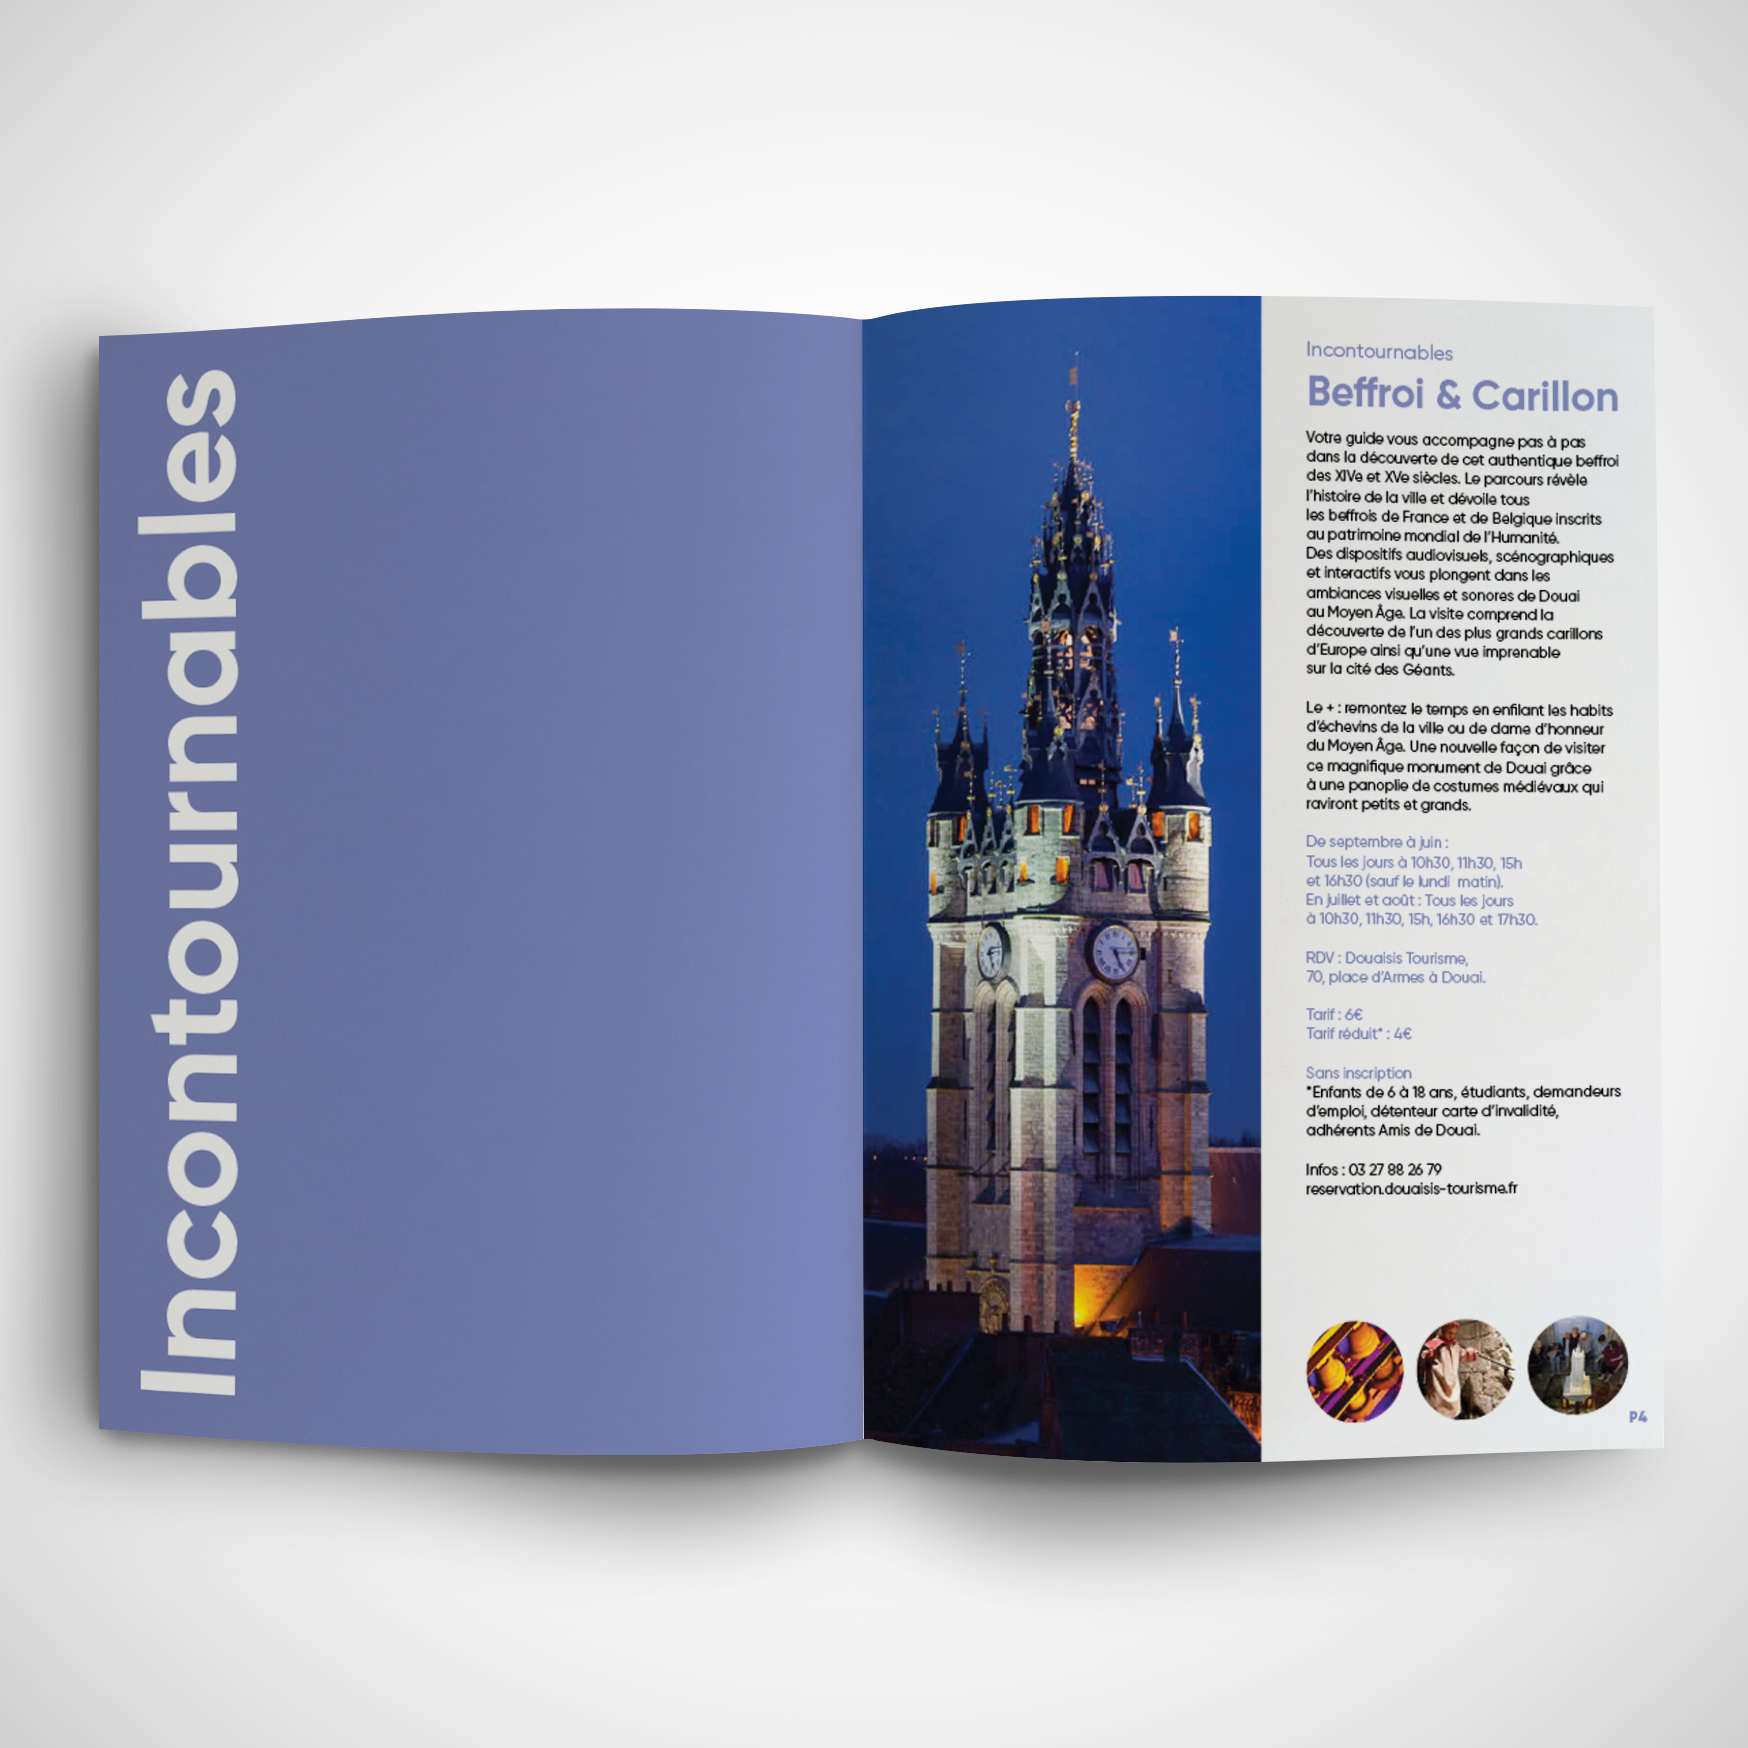 Incontournables
Incontournables
Beffroi & Carillon
Votre guide vous accompagne pas à pas
dans la découverte de cet authentique beffroi
des XIVe et XVe siècles. Le parcours révèle
l'histoire de la ville et dévoile tous
les beffrois de France et de Belgique inscrits
au patrimoine mondial de l'Humanité.
Des dispositifs audiovisuels, scénographiques
et interactifs vous plongent dans les
ambiances visuelles et sonores de Douai
au Moyen Âge. La visite comprend la
découverte de l'un des plus grands carillons
d'Europe ainsi qu'une vue imprenable
sur la cité des Géants.
Le + : remontez le temps en enfilant les habits
d'échevins de la ville ou de dame d'honneur
du Moyen Âge. Une nouvelle façon de visiter
ce magnifique monument de Douai grâce
à une panoplie de costumes médiévaux qui
raviront petits et grands.
De septembre à juin :
Tous les jours à 10h30, 11h30, 15h
et 16h30 (sauf le lundi matin).
En juillet et août : Tous les jours
à 10h30, 11h30, 15h, 16h30 et 17h30.
RDV : Douaisis Tourisme,
70, place d'Armes à Douai.
Tarif : 6€
Tarif réduit* : 4€
Sans inscription
*Enfants de 6 à 18 ans, étudiants, demandeurs
d'emploi, détenteur carte d'invalidité,
adhérents Amis de Douai.
Infos : 03 27 88 26 79
reservation.douaisis-tourisme.fr
P4